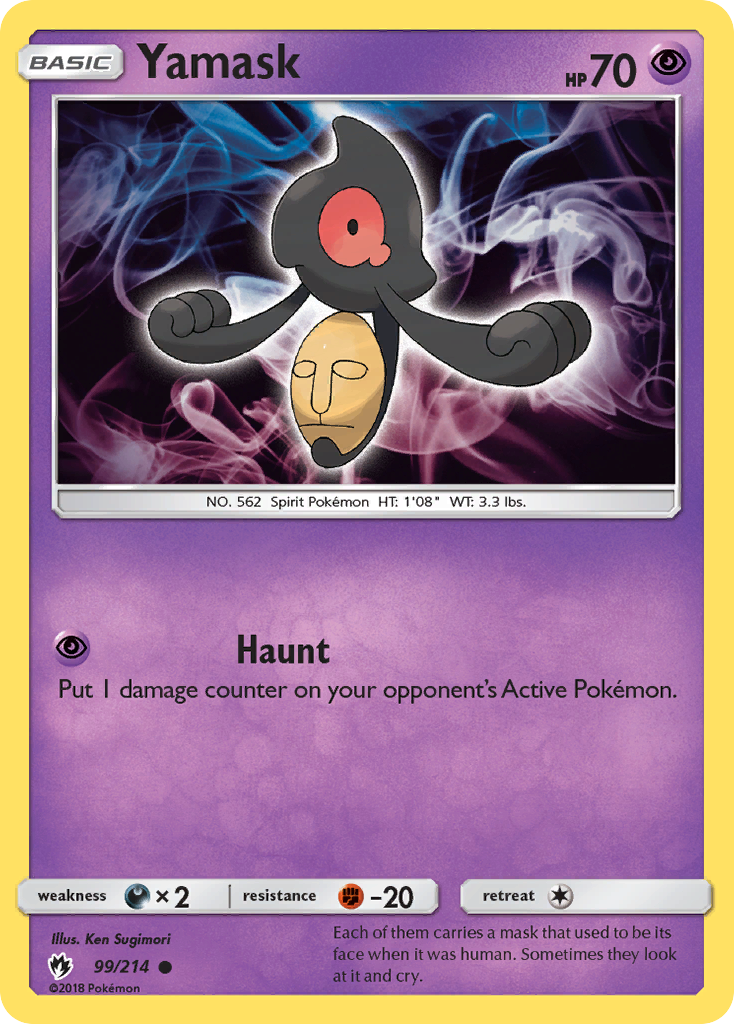 BASIC
Yamask
HP 70
NO. 562 Spirit Pokémon HT: 1'08" WT: 3.3 lbs.
Haunt
Put 1 damage counter on your opponent's Active Pokémon.
weakness ×2 resistance -20 retreat
Illus. Ken Sugimori
99/214
©2018 Pokémon
Each of them carries a mask that used to be its
face when it was human. Sometimes they look
at it and cry.